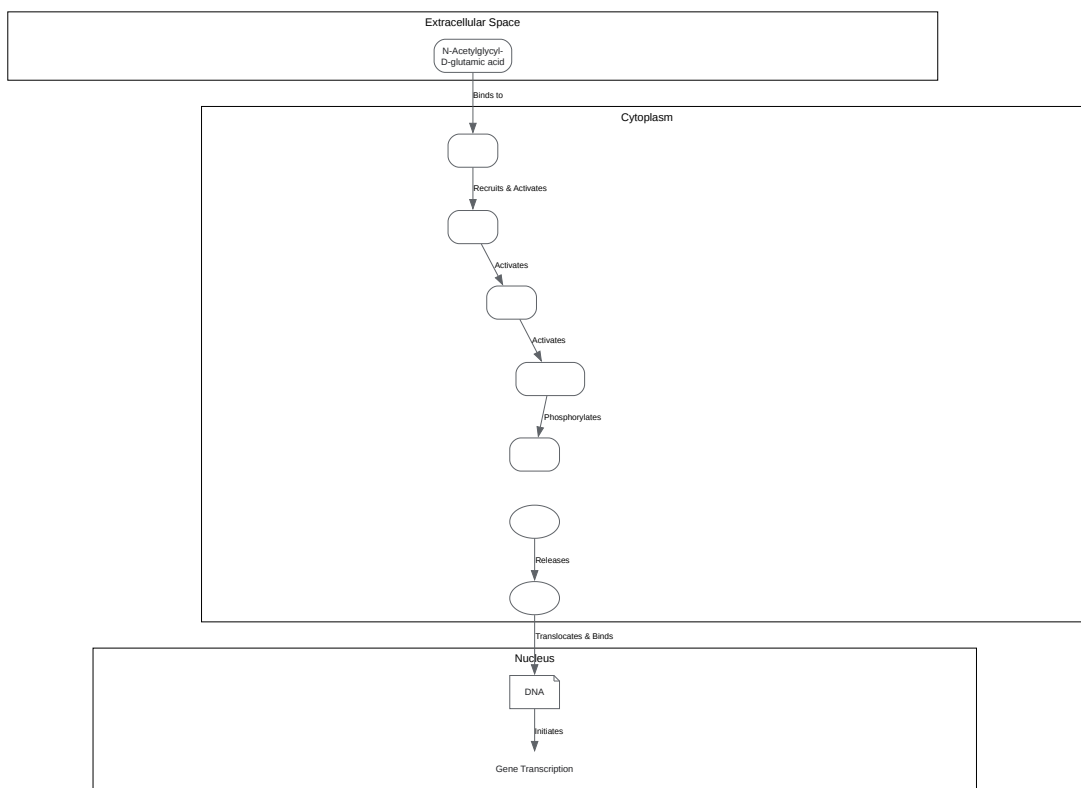 Extracellular Space
N-Acetylglycyl-
D-glutamic acid
Binds to
Cytoplasm
Recruits & Activates
Activates
Activates
Phosphorylates
Releases
Translocates & Binds
Nucleus
DNA
Initiates
Gene Transcription